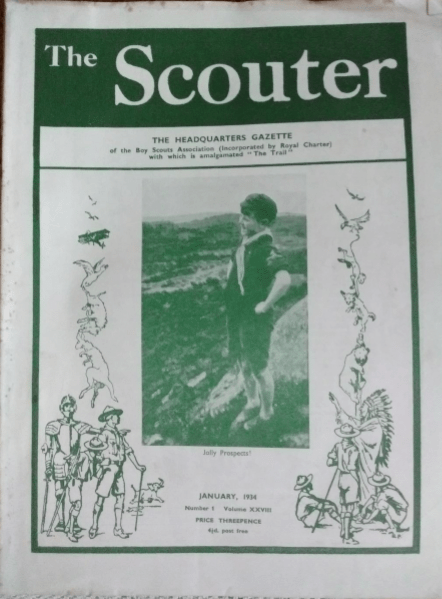 The
Scouter
THE HEADQUARTERS GAZETTE
of the Boy Scouts Association (Incorporated by Royal Charter)
with which is amalgamated "The Trail"
Jolly Prospects!
JANUARY, 1934
Number 1 Volume XXVIII
PRICE THREEPENCE
4½d. post free